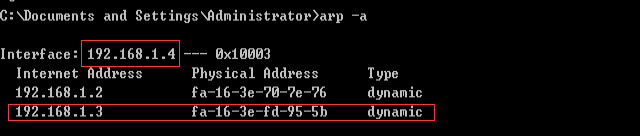 C:\Documents and Settings\Administrator>arp -a
Interface: 192.168.1.4 --- 0x10003
Internet Address Physical Address Type
192.168.1.2 fa-16-3e-70-7e-76 dynamic
192.168.1.3 fa-16-3e-fd-95-5b dynamic